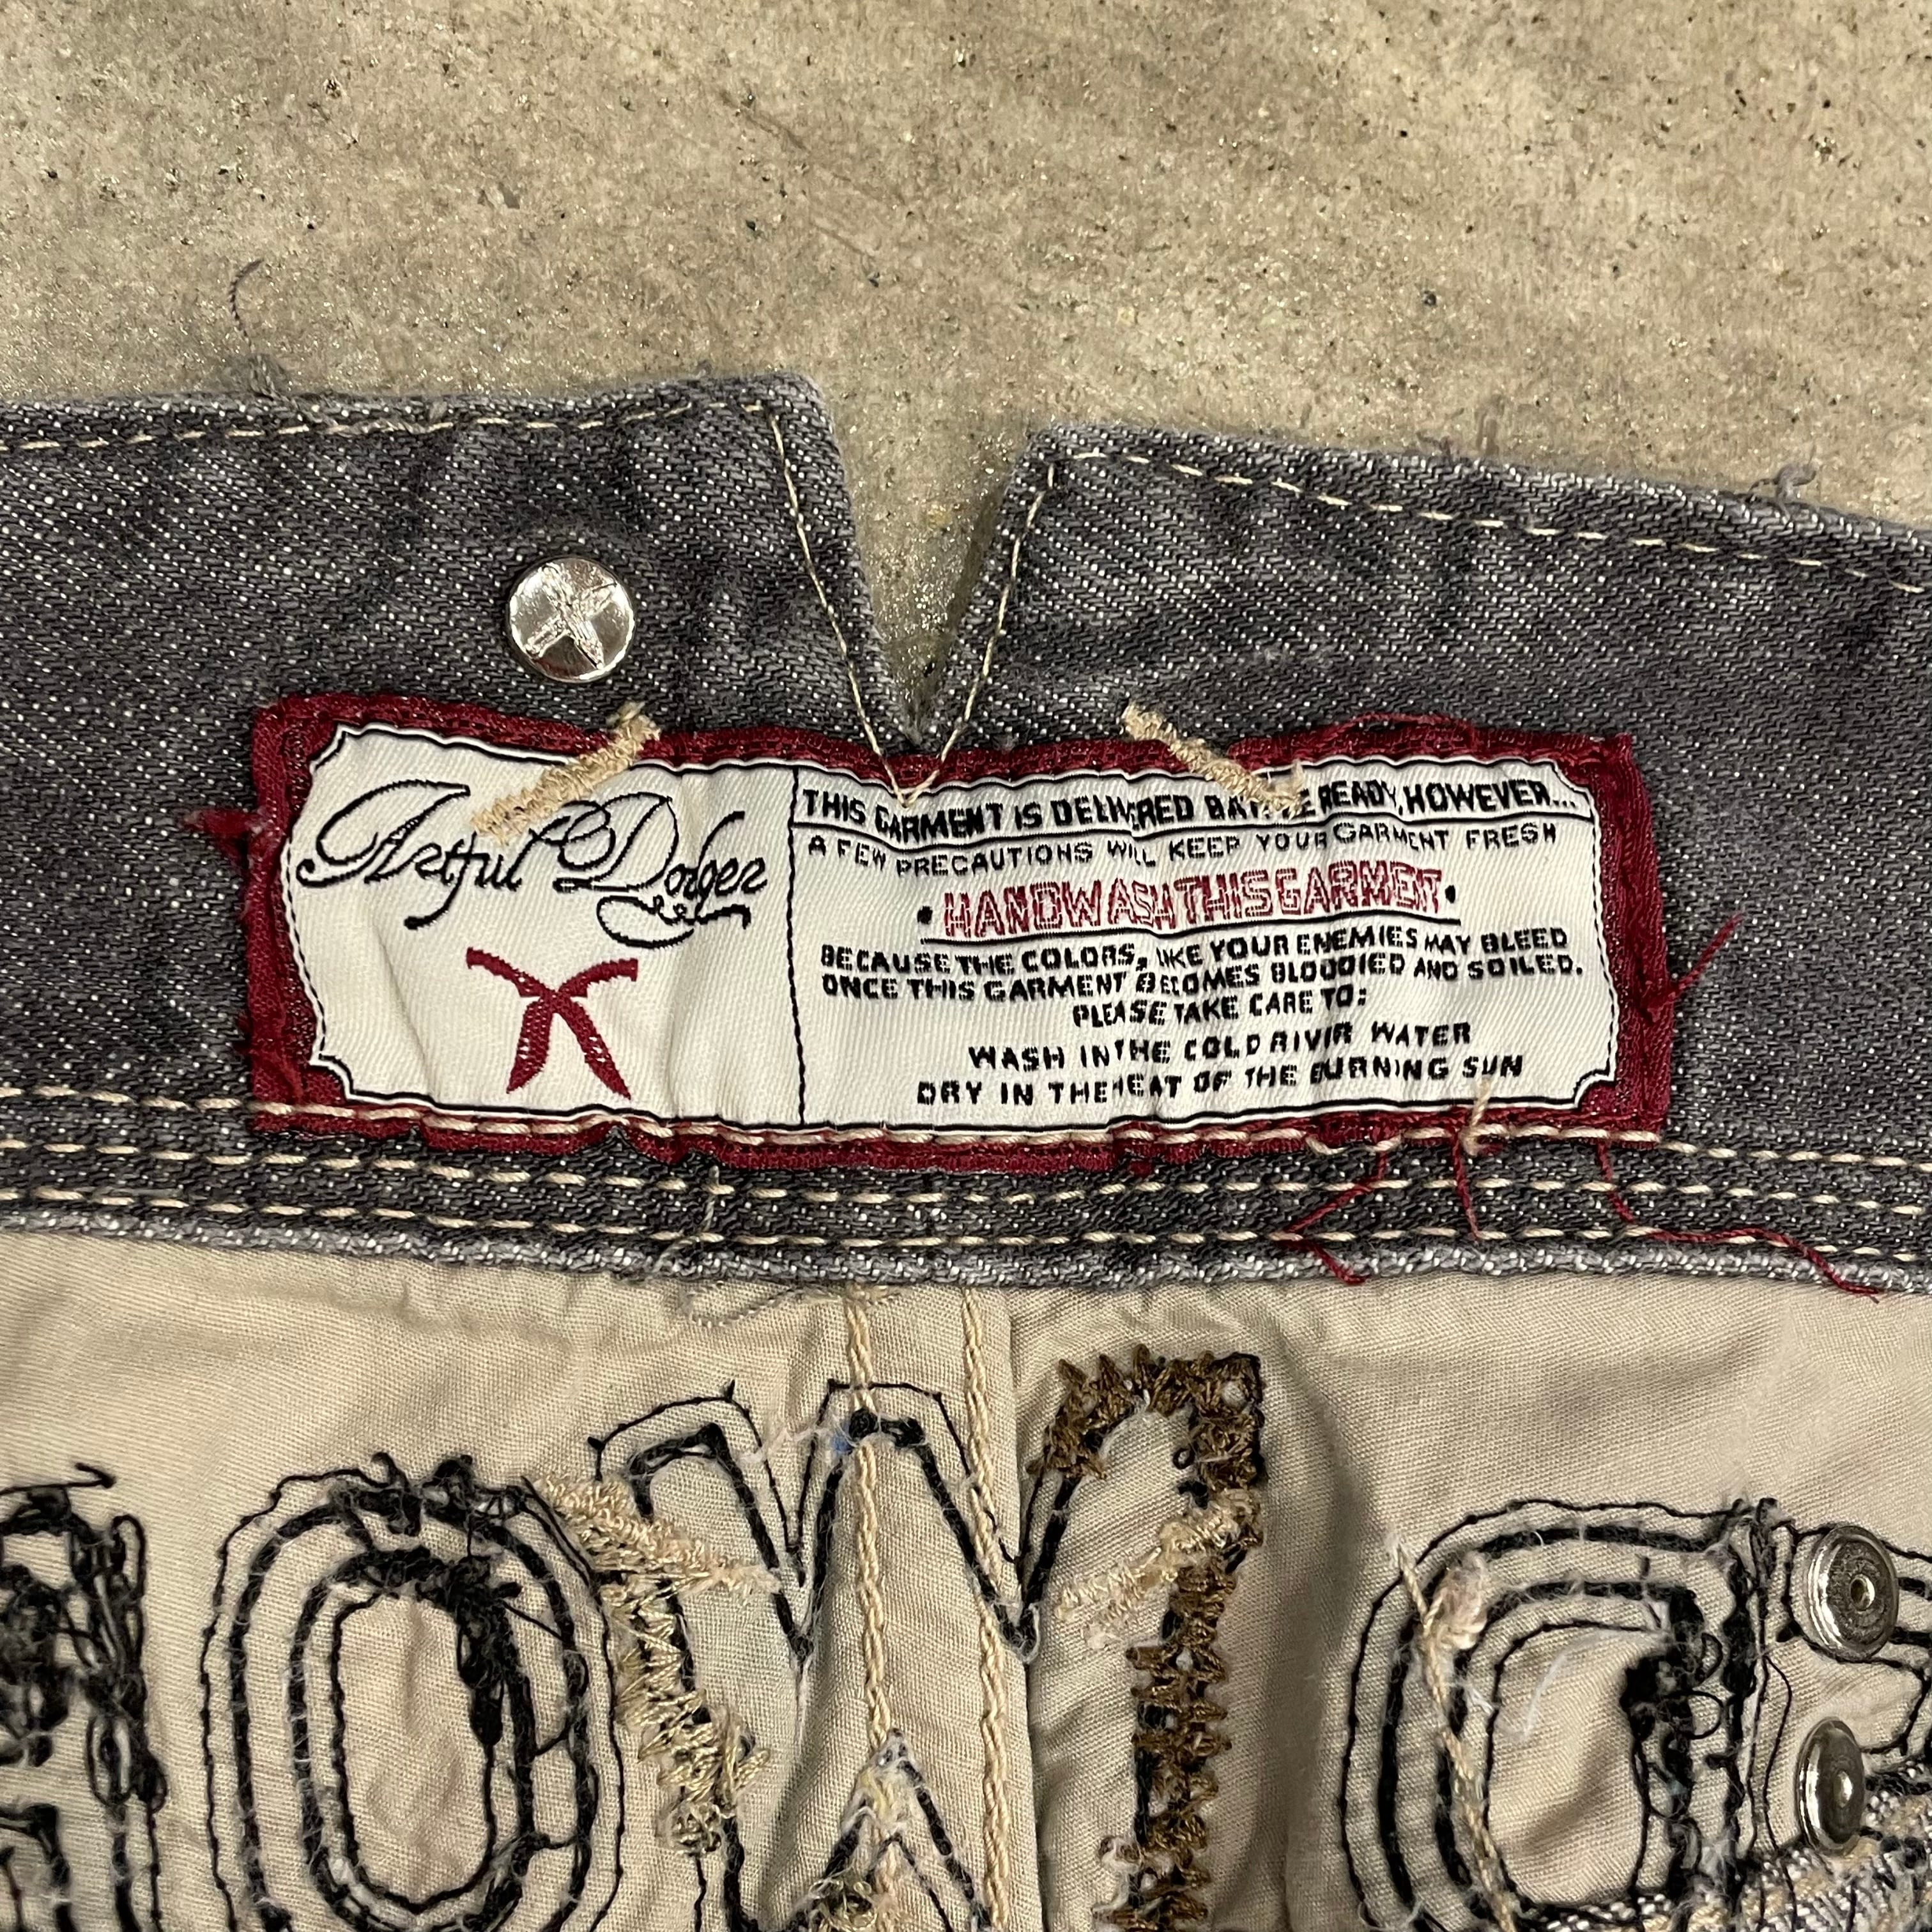 Artful Dodger
THIS GARMENT IS DELIVERED BATTLE READY, HOWEVER...
A FEW PRECAUTIONS WILL KEEP YOUR GARMENT FRESH
• HANDWASH THIS GARMENT •
BECAUSE THE COLORS, LIKE YOUR ENEMIES MAY BLEED
ONCE THIS GARMENT BECOMES BLOODIED AND SOILED.
PLEASE TAKE CARE TO:
WASH IN THE COLD RIVIR WATER
DRY IN THE HEAT OF THE BURNING SUN